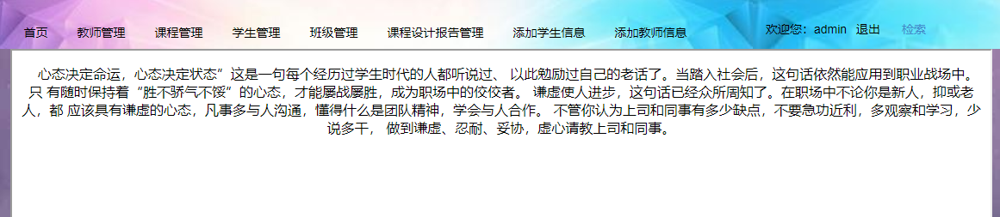 首页 教师管理 课程管理 学生管理 班级管理 课程设计报告管理 添加学生信息 添加教师信息 欢迎您：admin 退出 检索
心态决定命运，心态决定状态”这是一句每个经历过学生时代的人都听说过、 以此勉励过自己的老话了。当踏入社会后，这句话依然能应用到职业战场中。
只 有随时保持着“胜不骄气不馁”的心态，才能屡战屡胜，成为职场中的佼佼者。 谦虚使人进步，这句话已经众所周知了。在职场中不论你是新人，抑或老
人，都 应该具有谦虚的心态，凡事多与人沟通，懂得什么是团队精神，学会与人合作。 不管你认为上司和同事有多少缺点，不要急功近利，多观察和学习，少
说多干， 做到谦虚、忍耐、妥协，虚心请教上司和同事。